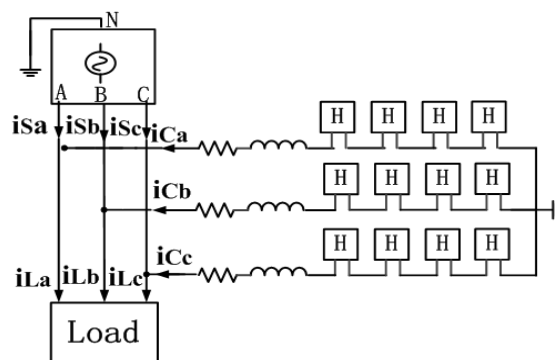 N
A B C
iSa iSb iSc iCa
H H H H
iCb
H H H H
iCc
H H H H
iLa iLb iLc
Load